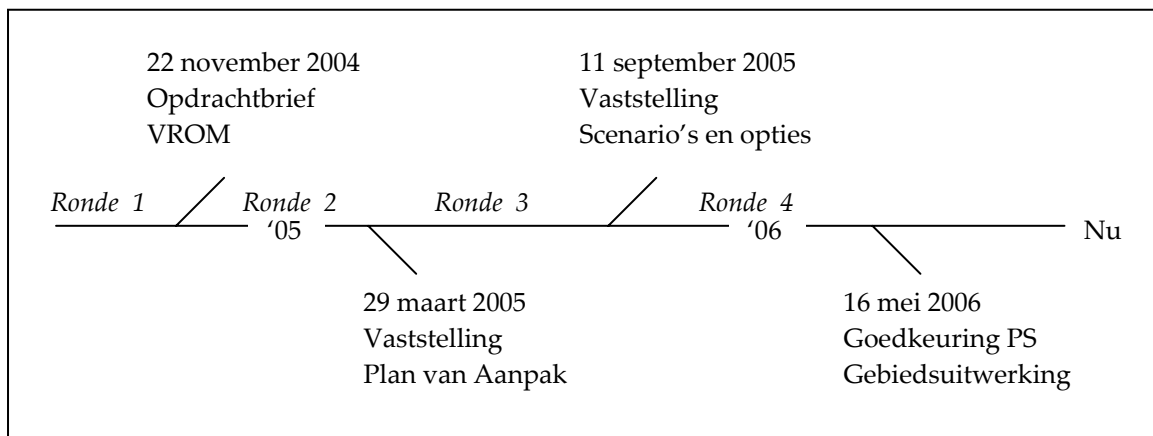 22 november 2004
Opdrachtbrief
VROM
11 september 2005
Vaststelling
Scenario's en opties
Ronde 1
Ronde 2
Ronde 3
Ronde 4
‘05
‘06
Nu
29 maart 2005
Vaststelling
Plan van Aanpak
16 mei 2006
Goedkeuring PS
Gebiedsuitwerking